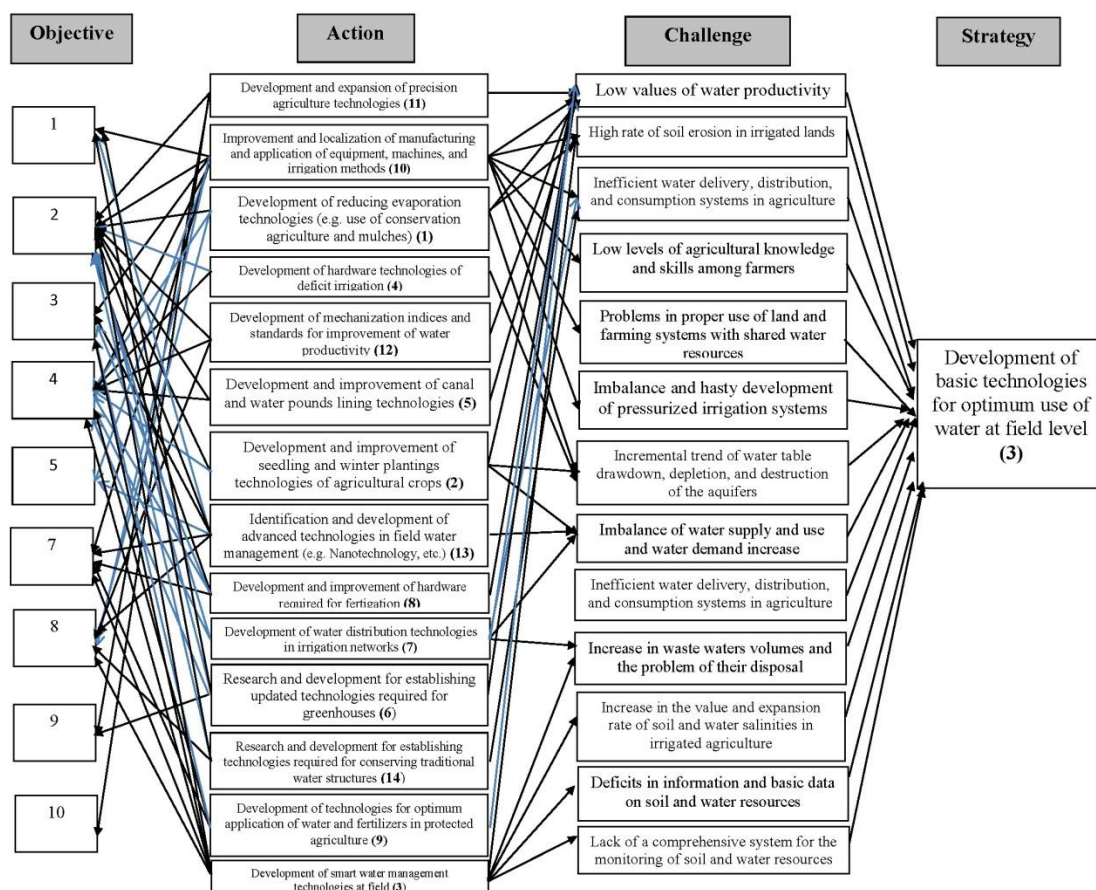 Objective
Action
Challenge
Strategy
1
2
3
4
5
7
8
9
10
Development and expansion of precision
agriculture technologies (11)
Improvement and localization of manufacturing
and application of equipment, machines, and
irrigation methods (10)
Development of reducing evaporation
technologies (e.g. use of conservation
agriculture and mulches) (1)
Development of hardware technologies of
deficit irrigation (4)
Development of mechanization indices and
standards for improvement of water
productivity (12)
Development and improvement of canal
and water pounds lining technologies (5)
Development and improvement of
seedling and winter plantings
technologies of agricultural crops (2)
Identification and development of
advanced technologies in field water
management (e.g. Nanotechnology, etc.) (13)
Development and improvement of hardware
required for fertigation (8)
Development of water distribution technologies
in irrigation networks (7)
Research and development for establishing
updated technologies required for
greenhouses (6)
Research and development for establishing
technologies required for conserving traditional
water structures (14)
Development of technologies for optimum
application of water and fertilizers in protected
agriculture (9)
Development of smart water management
technologies at field (3)
Low values of water productivity
High rate of soil erosion in irrigated lands
Inefficient water delivery, distribution,
and consumption systems in agriculture
Low levels of agricultural knowledge
and skills among farmers
Problems in proper use of land and
farming systems with shared water
resources
Imbalance and hasty development
of pressurized irrigation systems
Incremental trend of water table
drawdown, depletion, and destruction
of the aquifers
Imbalance of water supply and use
and water demand increase
Inefficient water delivery, distribution,
and consumption systems in agriculture
Increase in waste waters volumes and
the problem of their disposal
Increase in the value and expansion
rate of soil and water salinities in
irrigated agriculture
Deficits in information and basic data
on soil and water resources
Lack of a comprehensive system for the
monitoring of soil and water resources
Development of
basic technologies
for optimum use of
water at field level
(3)